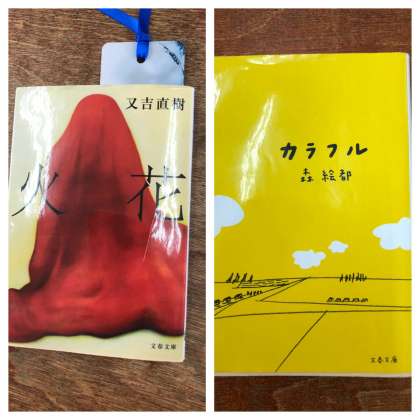 又吉直樹
火花
文春文庫
カラフル
森 絵都
文春文庫